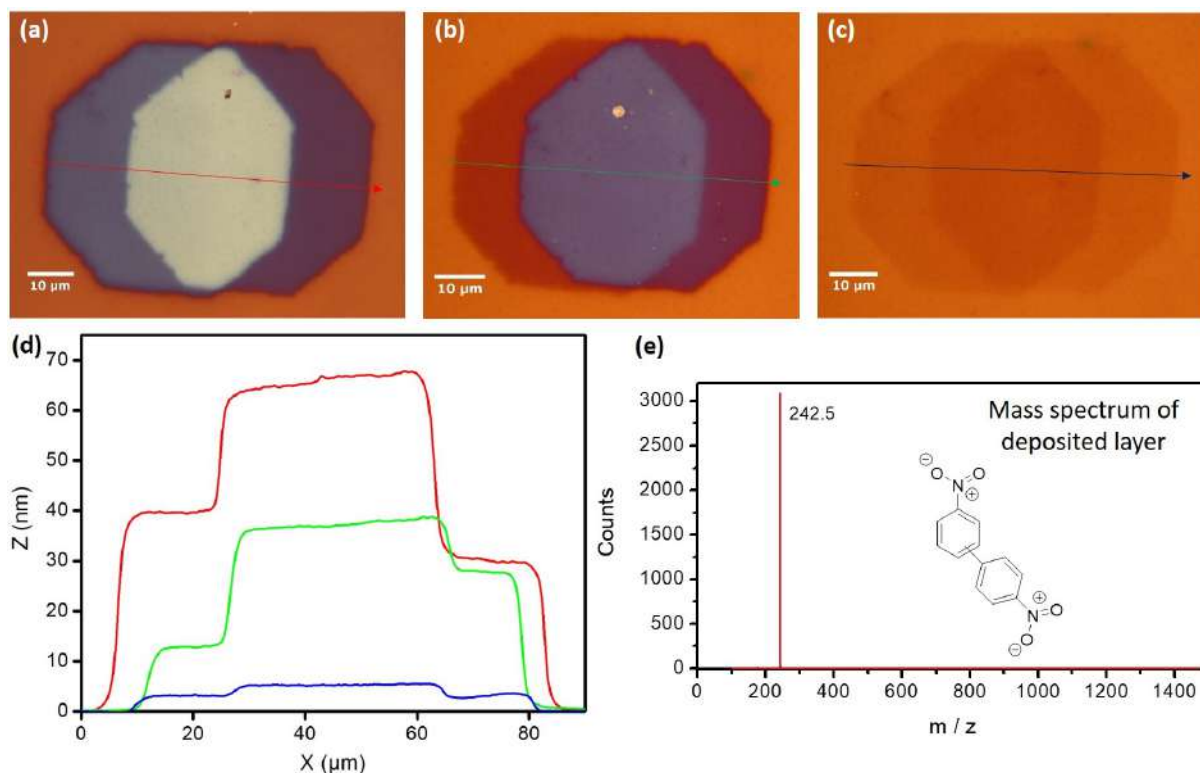 (a)
10 µm
(b)
10 µm
(c)
10 µm
(d)
70
60
50
40
30
20
10
0
Z (nm)
0 20 40 60 80
X (µm)
(e)
3000
2500
2000
1500
1000
500
0
Counts
242.5
Mass spectrum of
deposited layer
⊖ O O
N ⊕
N ⊕ O
O ⊖
0 200 400 600 800 1000 1200 1400
m / z